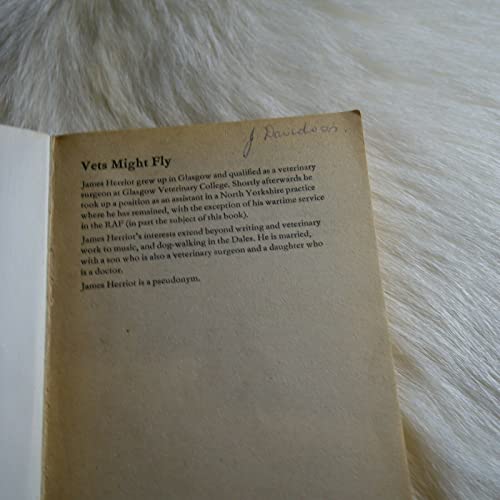 J. Davidson.
Vets Might Fly
James Herriot grew up in Glasgow and qualified as a veterinary
surgeon at Glasgow Veterinary College. Shortly afterwards he
took up a position as an assistant in a North Yorkshire practice
where he has remained, with the exception of his wartime service
in the RAF (in part the subject of this book).
James Herriot's interests extend beyond writing and veterinary
work to music, and dog-walking in the Dales. He is married,
with a son who is also a veterinary surgeon and a daughter who
is a doctor.
James Herriot is a pseudonym.